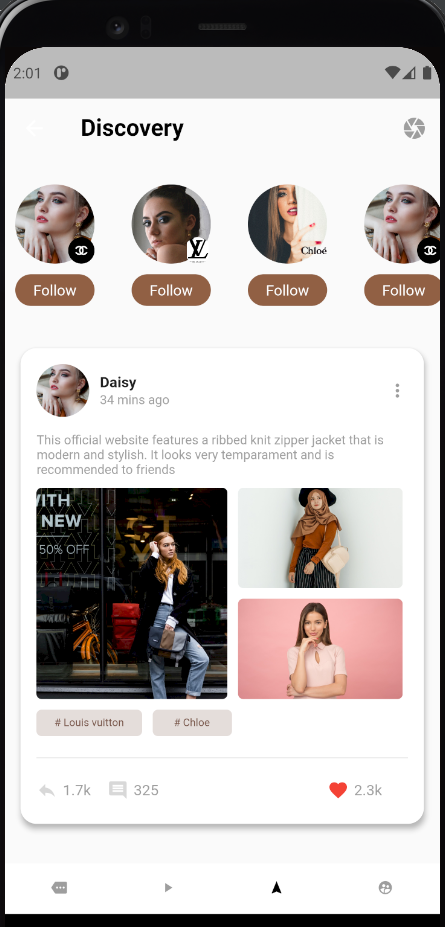 2:01
Discovery
Chloé
Follow
Follow
Follow
Follow
Daisy
34 mins ago
This official website features a ribbed knit zipper jacket that is
modern and stylish. It looks very temparament and is
recommended to friends
WITH
NEW
50% OFF
# Louis vuitton
# Chloe
1.7k
325
2.3k